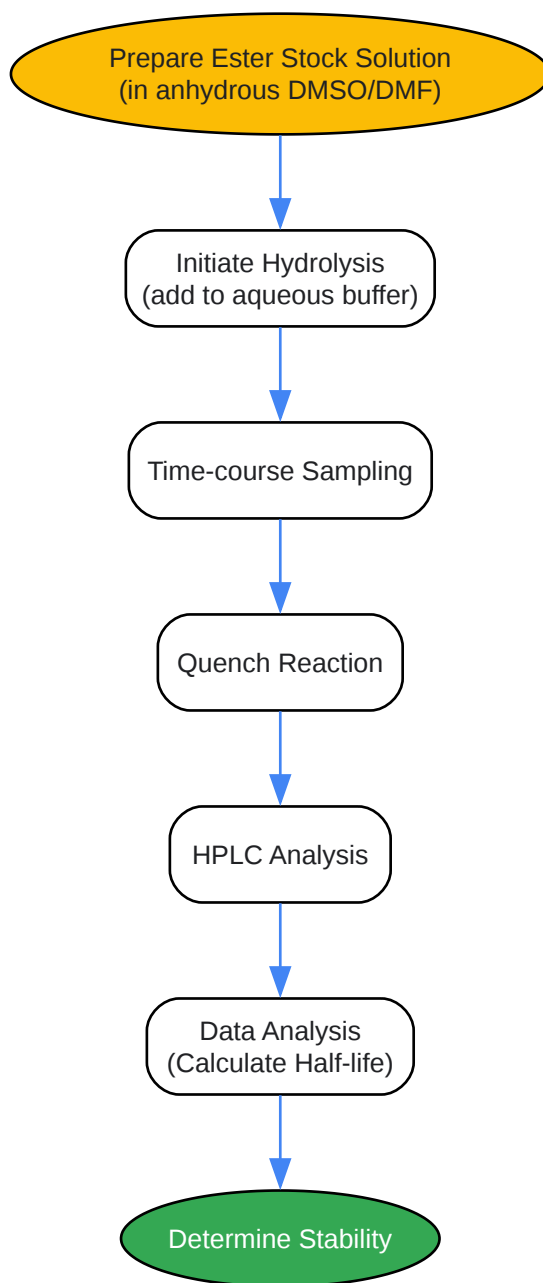 Prepare Ester Stock Solution
(in anhydrous DMSO/DMF)
Initiate Hydrolysis
(add to aqueous buffer)
Time-course Sampling
Quench Reaction
HPLC Analysis
Data Analysis
(Calculate Half-life)
Determine Stability